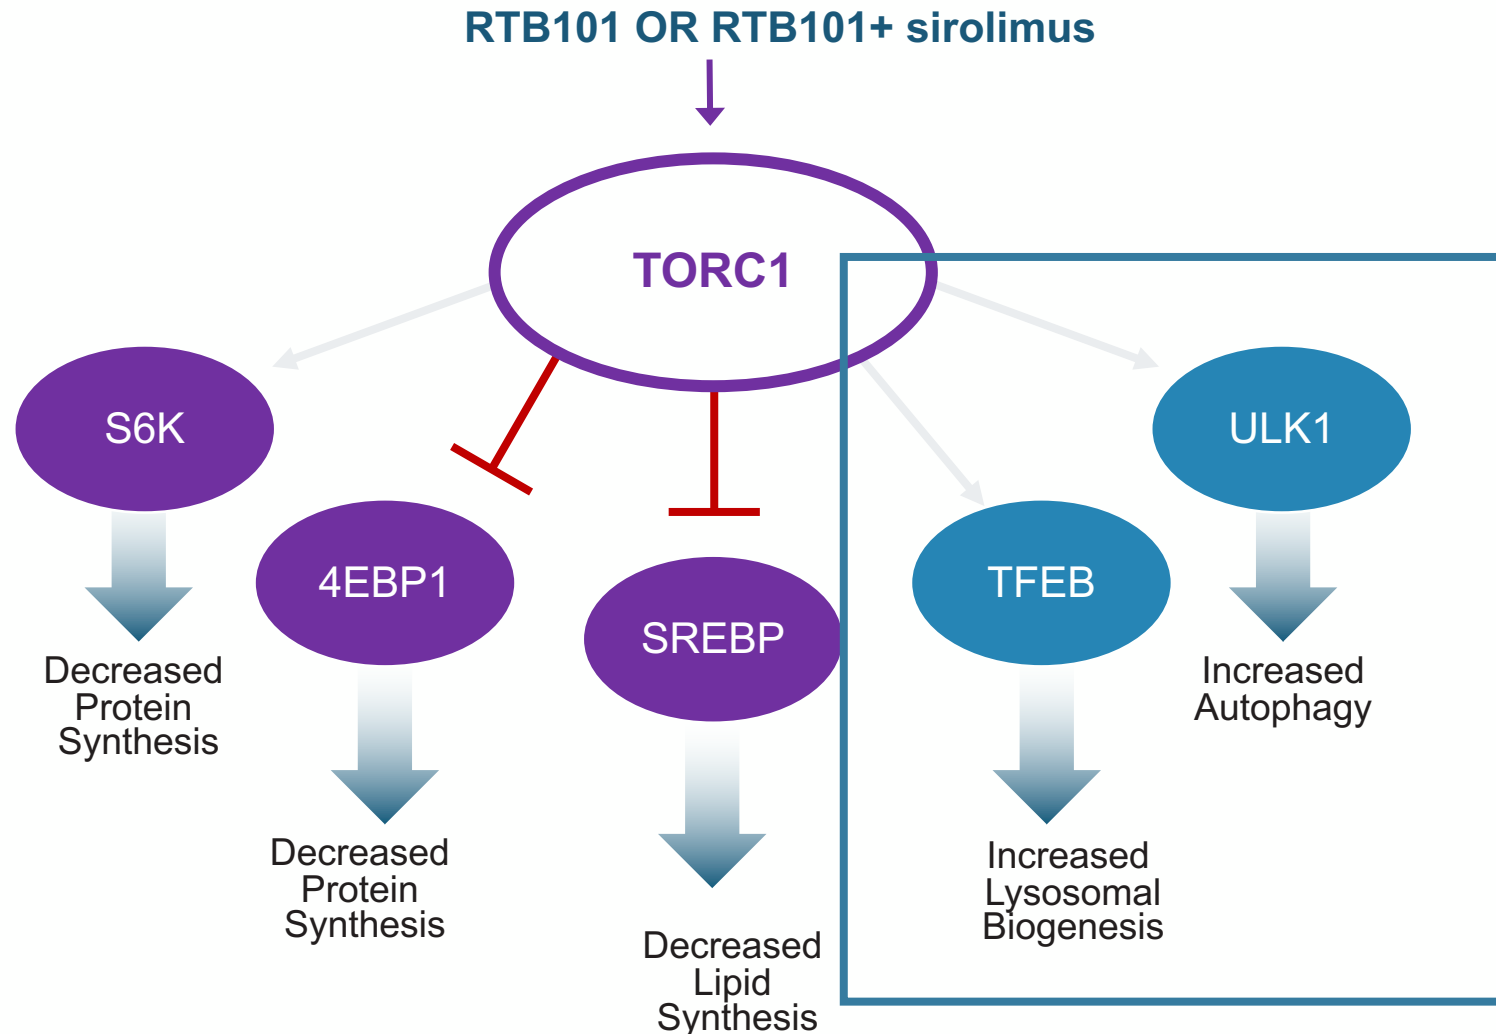 RTB101 OR RTB101+ sirolimus
TORC1
S6K
ULK1
4EBP1
TFEB
SREBP
Decreased
Protein
Synthesis
Increased
Autophagy
Decreased
Protein
Synthesis
Increased
Lysosomal
Biogenesis
Decreased
Lipid
Synthesis